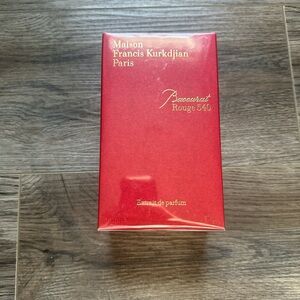 Maison
Francis Kurkdjian
Paris
Baccarat
Rouge 540
Extrait de parfum